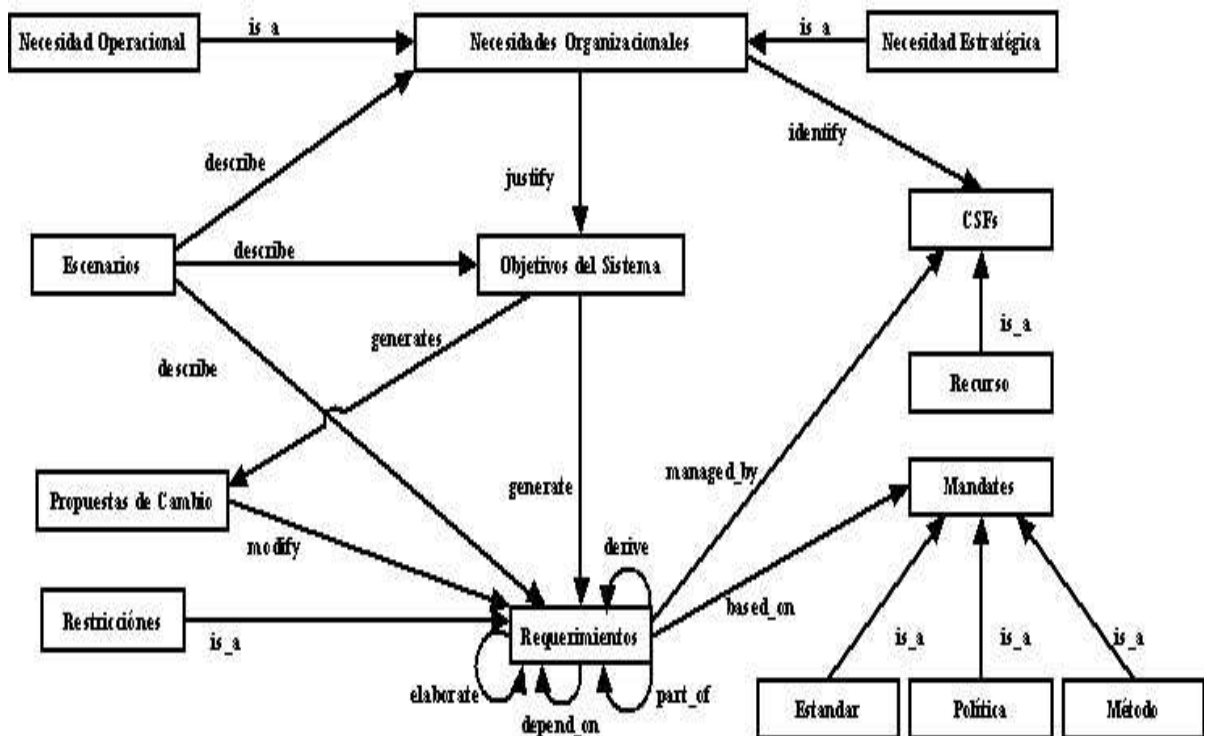 is_a
is_a
Necesidad Operacional
Necesidades Organizacionales
Necesidad Estratégica
identify
describe
justify
CSFs
describe
Escenarios
Objetivos del Sistema
is_a
generates
describe
Recurso
managed_by
Mandates
generate
Propuestas de Cambio
derive
modify
based_on
Restricciónes
is_a
Requerimientos
is_a
is_a
is_a
elaborate
part_of
depend_on
Estandar
Política
Método